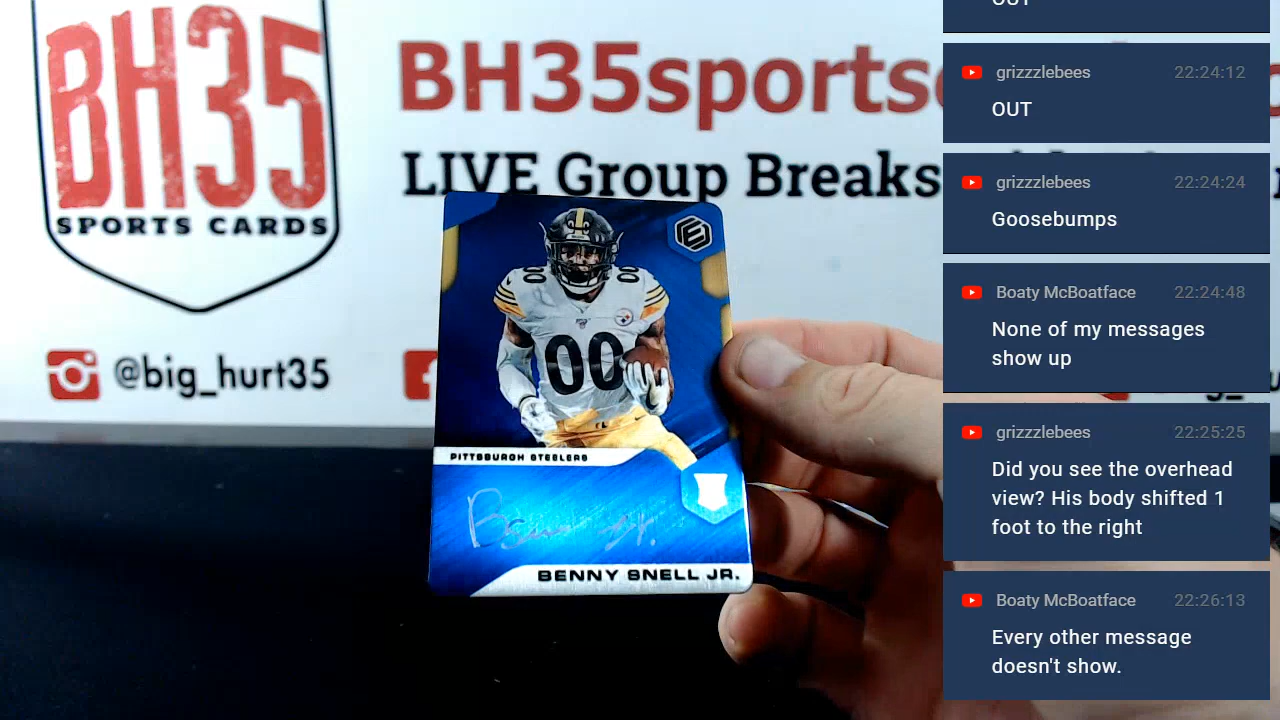 BH35
SPORTS CARDS
BH35sports
LIVE Group Breaks
@big_hurt35
00
00
00
PITTSBURGH STEELERS
BENNY SNELL JR.
OUT
grizzzlebees 22:24:12
OUT
grizzzlebees 22:24:24
Goosebumps
Boaty McBoatface 22:24:48
None of my messages
show up
grizzzlebees 22:25:25
Did you see the overhead
view? His body shifted 1
foot to the right
Boaty McBoatface 22:26:13
Every other message
doesn't show.